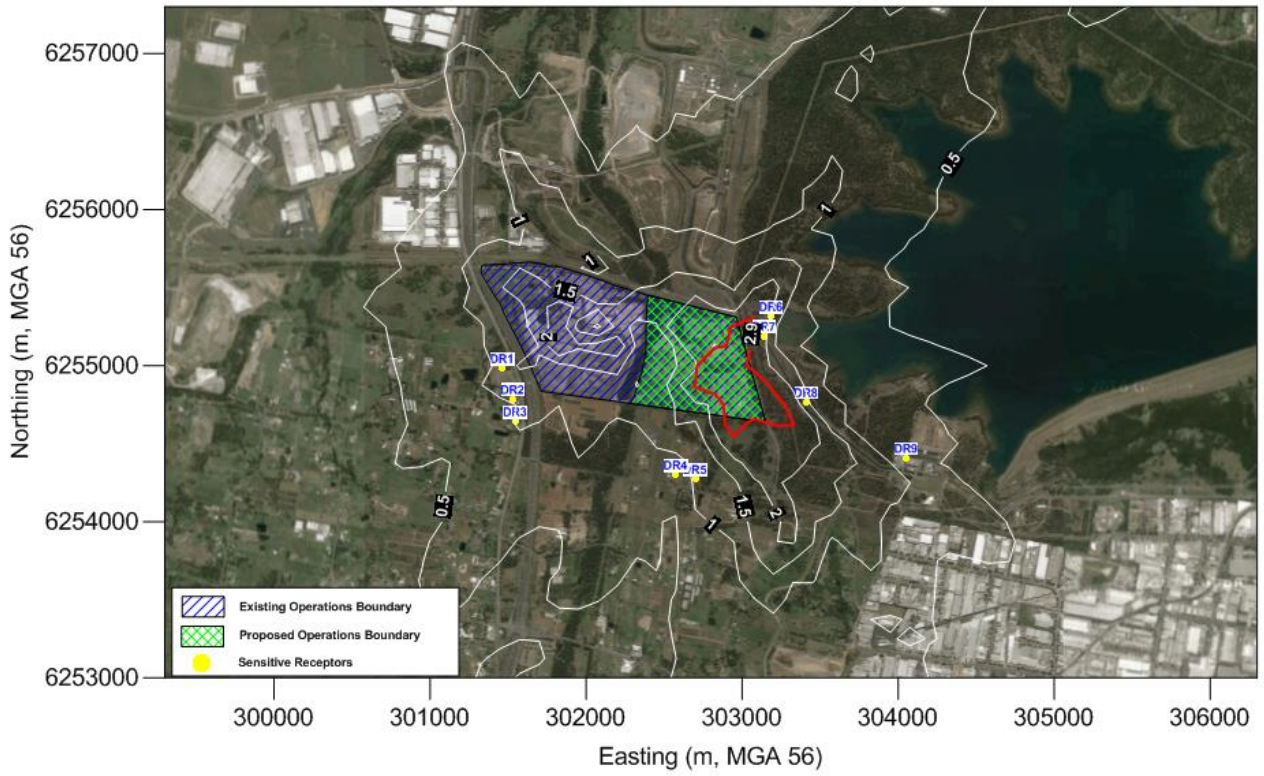 6257000
6256000
6255000
6254000
6253000
Northing (m, MGA 56)
0.5
1
1
1
1.5
2
DR6
R7
2.9
DR1
DR2
DR3
DR8
DR9
DR4
R5
0.5
1
1.5
2
Existing Operations Boundary
Proposed Operations Boundary
Sensitive Receptors
300000 301000 302000 303000 304000 305000 306000
Easting (m, MGA 56)